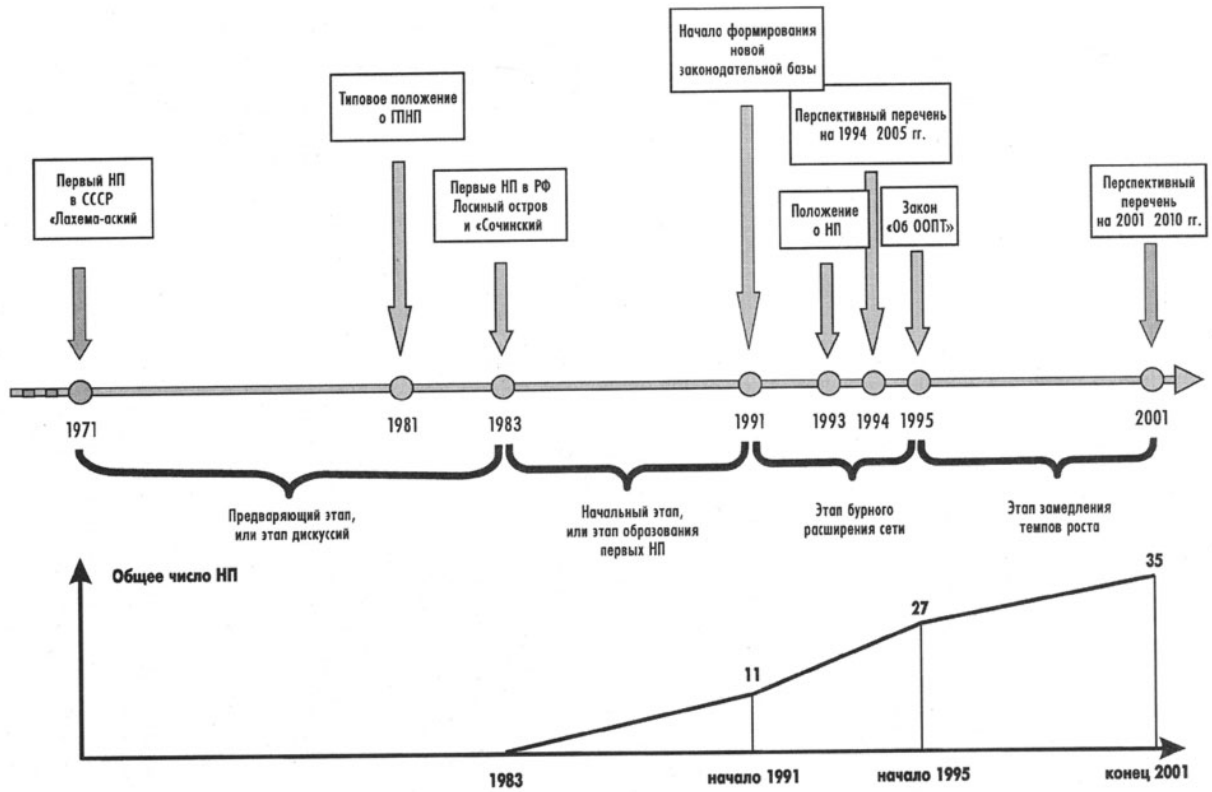 Начало формирования
новой
законодательной базы
Типовое положение
о ГПНП
Перспективный перечень
на 1994 2005 гг.
Первый НП
в СССР
«Лахема-аский
Первые НП в РФ
Лосиный остров
и «Сочинский
Положение
о НП
Закон
«Об ООПТ»
Перспективный
перечень
на 2001 2010 гг.
1971
1981
1983
1991
1993
1994
1995
2001
Предваряющий этап,
или этап дискуссий
Начальный этап,
или этап образования
первых НП
Этап бурного
расширения сети
Этап замедления
темпов роста
Общее число НП
11
27
35
1983
начало 1991
начало 1995
конец 2001